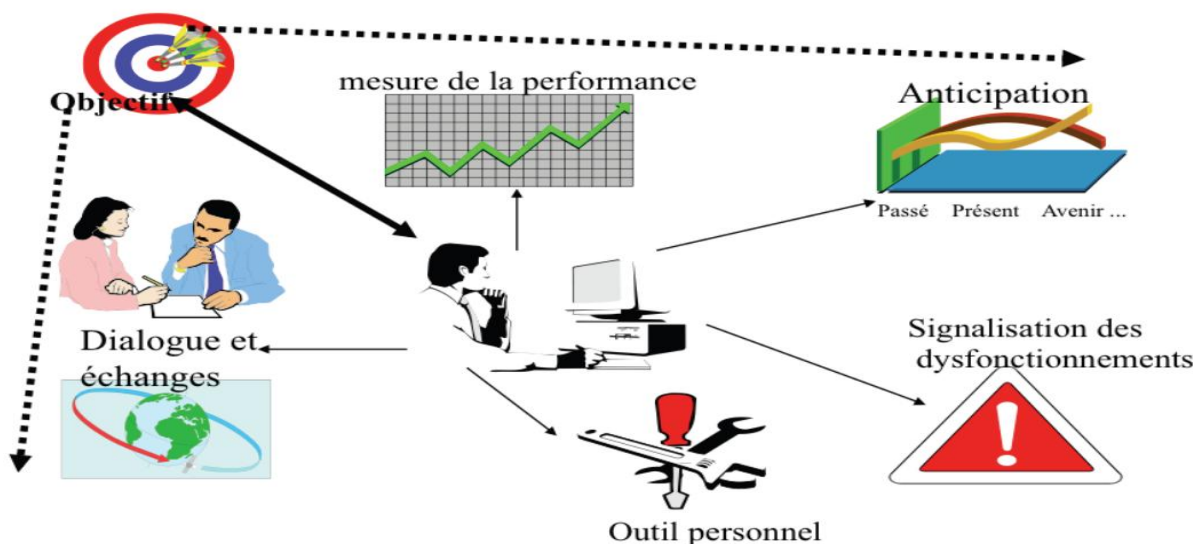 Objectif
mesure de la performance
Anticipation
Passé Présent Avenir ...
Dialogue et
échanges
Signalisation des
dysfonctionnements
Outil personnel